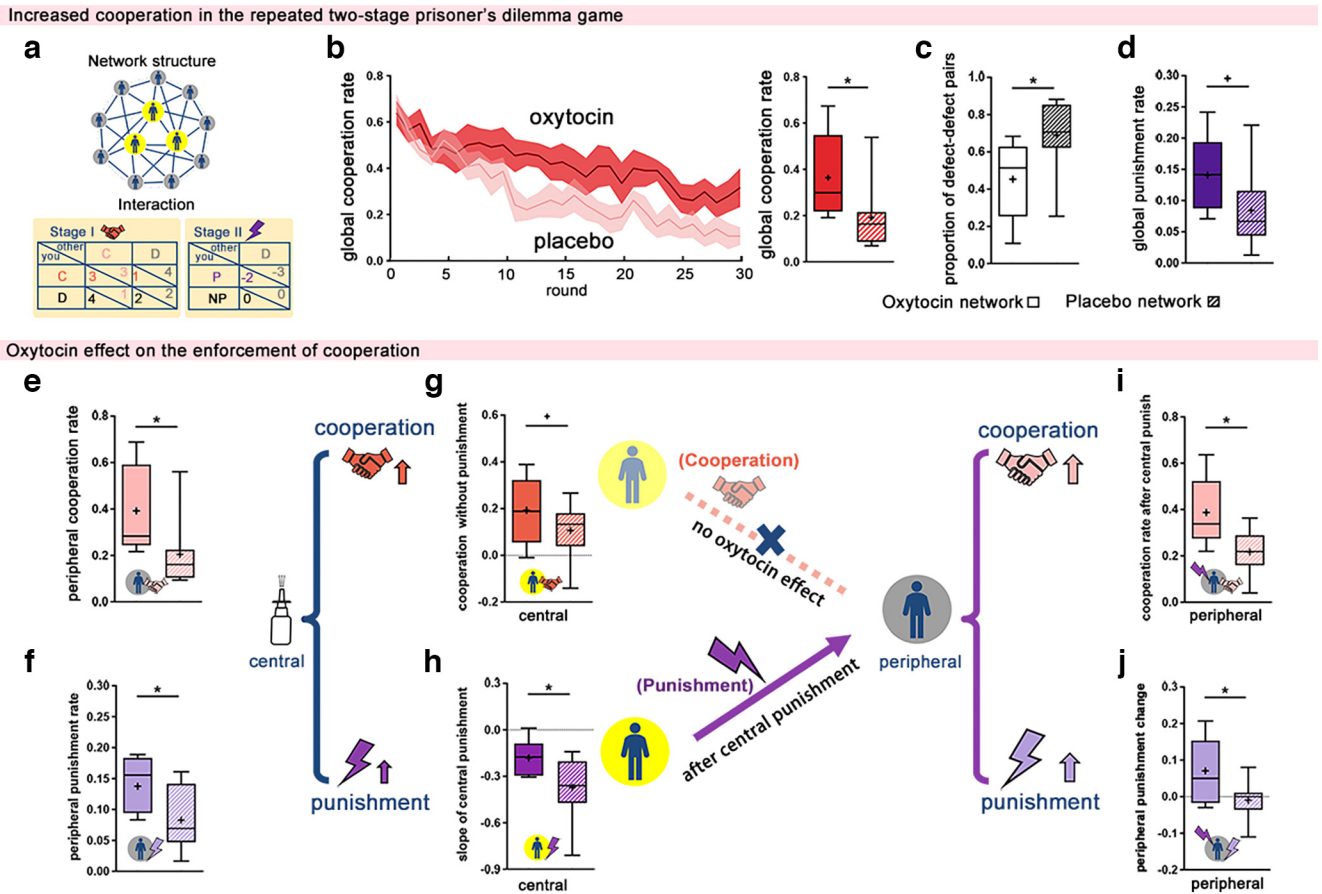 Increased cooperation in the repeated two-stage prisoner's dilemma game
a
Network structure
Interaction
Stage I
other
you
C
D
C
3
3
1
4
D
4
1
2
2
Stage II
other
you
D
P
-2
-3
NP
0
0
b
global cooperation rate
0.8
0.6
0.4
0.2
0.0
oxytocin
placebo
0
5
10
15
20
25
30
round
global cooperation rate
0.8
0.6
0.4
0.2
0.0
*
+
+
c
proportion of defect-defect pairs
1.0
0.8
0.6
0.4
0.2
0.0
*
+
+
d
global punishment rate
0.30
0.25
0.20
0.15
0.10
0.05
0.00
+
+
+
Oxytocin network
Placebo network
Oxytocin effect on the enforcement of cooperation
e
peripheral cooperation rate
0.8
0.6
0.4
0.2
0.0
*
+
+
f
peripheral punishment rate
0.30
0.25
0.20
0.15
0.10
0.05
0.00
*
+
+
central
cooperation
punishment
g
cooperation without punishment
0.6
0.4
0.2
0.0
-0.2
+
+
+
central
h
slope of central punishment
0.3
0.0
-0.3
-0.6
-0.9
*
+
+
central
(Cooperation)
no oxytocin effect
(Punishment)
after central punishment
peripheral
cooperation
punishment
i
cooperation rate after central punish
0.8
0.6
0.4
0.2
0.0
*
+
+
peripheral
j
peripheral punishment change
0.3
0.2
0.1
0.0
-0.1
-0.2
*
+
+
peripheral